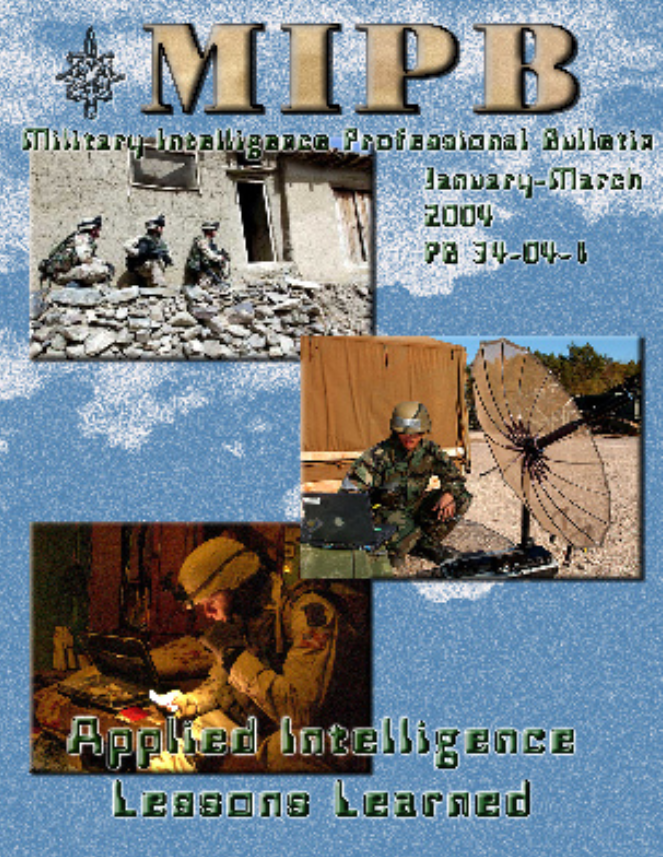 MIPB
Military Intelligence Professional Bulletin
January-March
2004
PB 34-04-1
Applied Intelligence
Lessons Learned